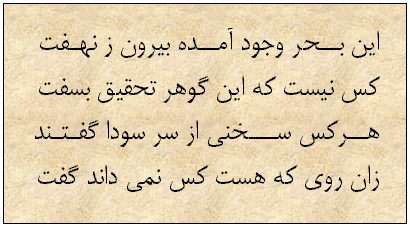 این بحر وجود آمده بیرون ز نهفت
کس نیست که این گوهر تحقیق بسفت
هرکس سخنی از سر سودا گفتند
زان روی که هست کس نمی داند گفت